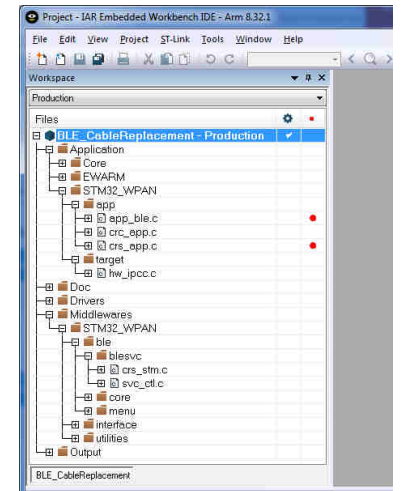 Project - IAR Embedded Workbench IDE - Arm 8.32.1
File Edit View Project ST-Link Tools Window Help
Workspace
Production
Files
BLE_CableReplacement - Production
Application
Core
EWARM
STM32_WPAN
app
app_ble.c
crc_app.c
crs_app.c
target
hw_ipcc.c
Doc
Drivers
Middlewares
STM32_WPAN
ble
blesvc
crs_stm.c
svc_ctl.c
core
menu
interface
utilities
Output
BLE_CableReplacement